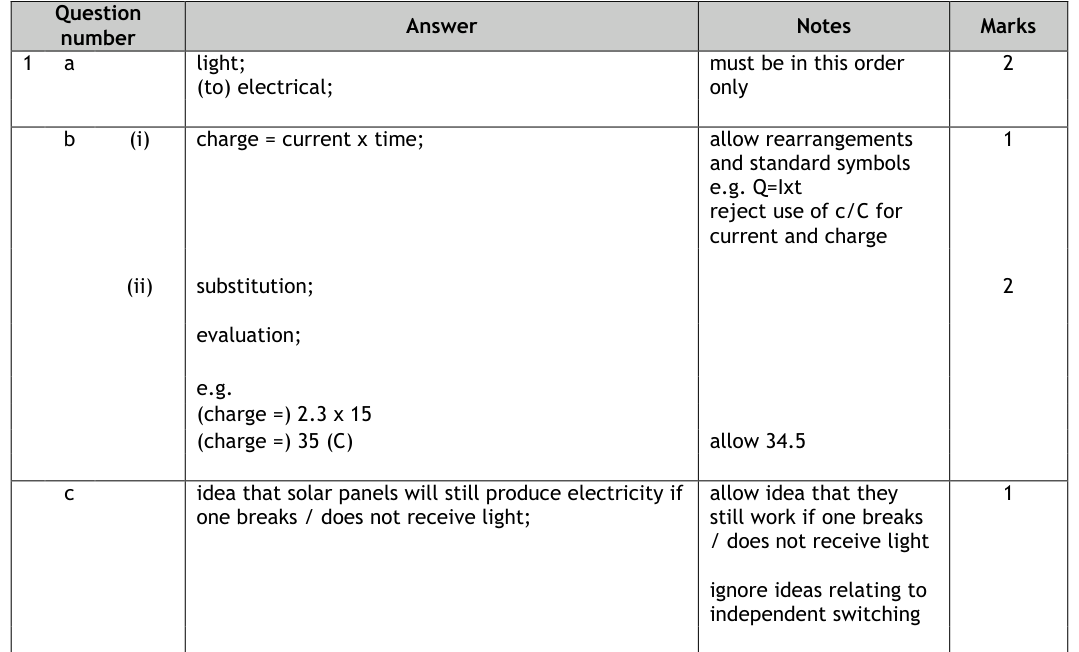 Question
number
Answer
Notes
Marks
1 a
light;
(to) electrical;
must be in this order
only
2
b (i)
charge = current x time;
allow rearrangements
and standard symbols
e.g. Q=Ixt
reject use of c/C for
current and charge
1
(ii)
substitution;
evaluation;
e.g.
(charge =) 2.3 x 15
(charge =) 35 (C)
allow 34.5
2
c
idea that solar panels will still produce electricity if
one breaks / does not receive light;
allow idea that they
still work if one breaks
/ does not receive light
ignore ideas relating to
independent switching
1